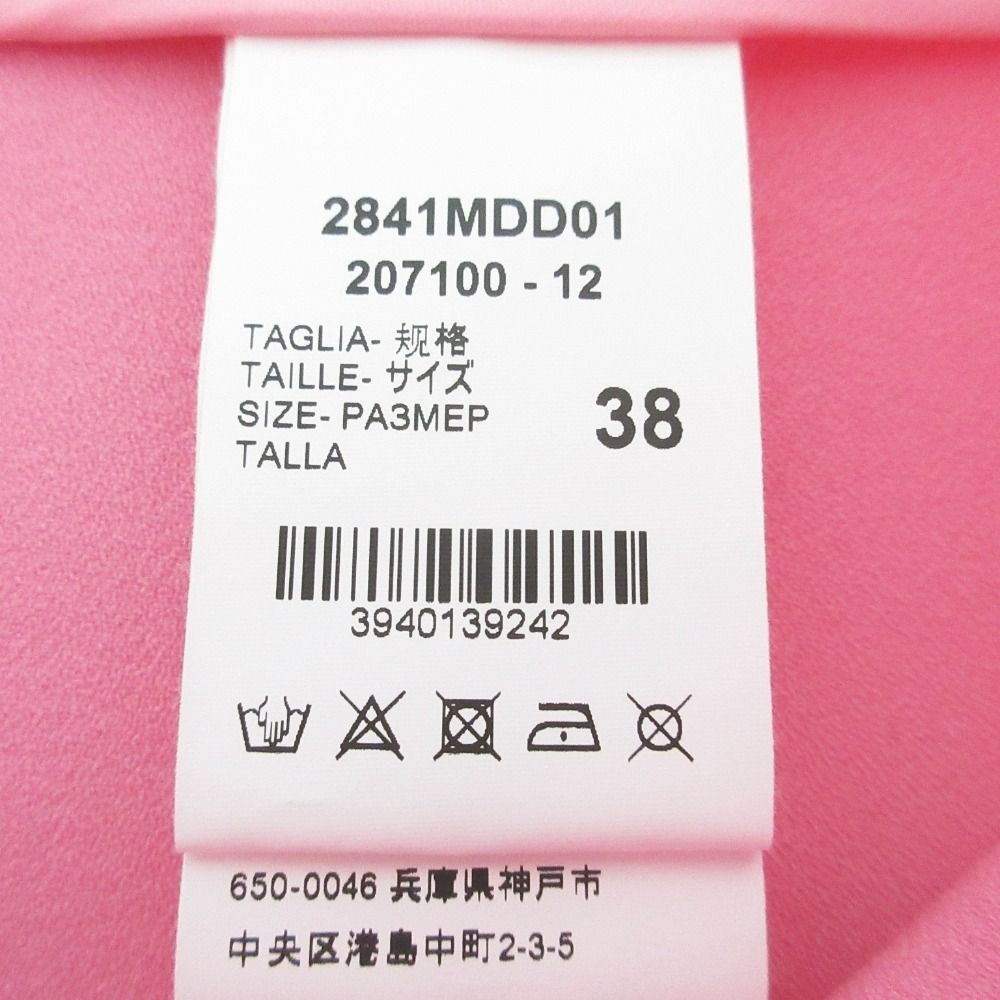 2841MDD01
207100 - 12
TAGLIA- 规格
TAILLE- サイズ
SIZE- РАЗМЕР
TALLA
38
3940139242
650-0046 兵庫県神戸市
中央区港島中町2-3-5